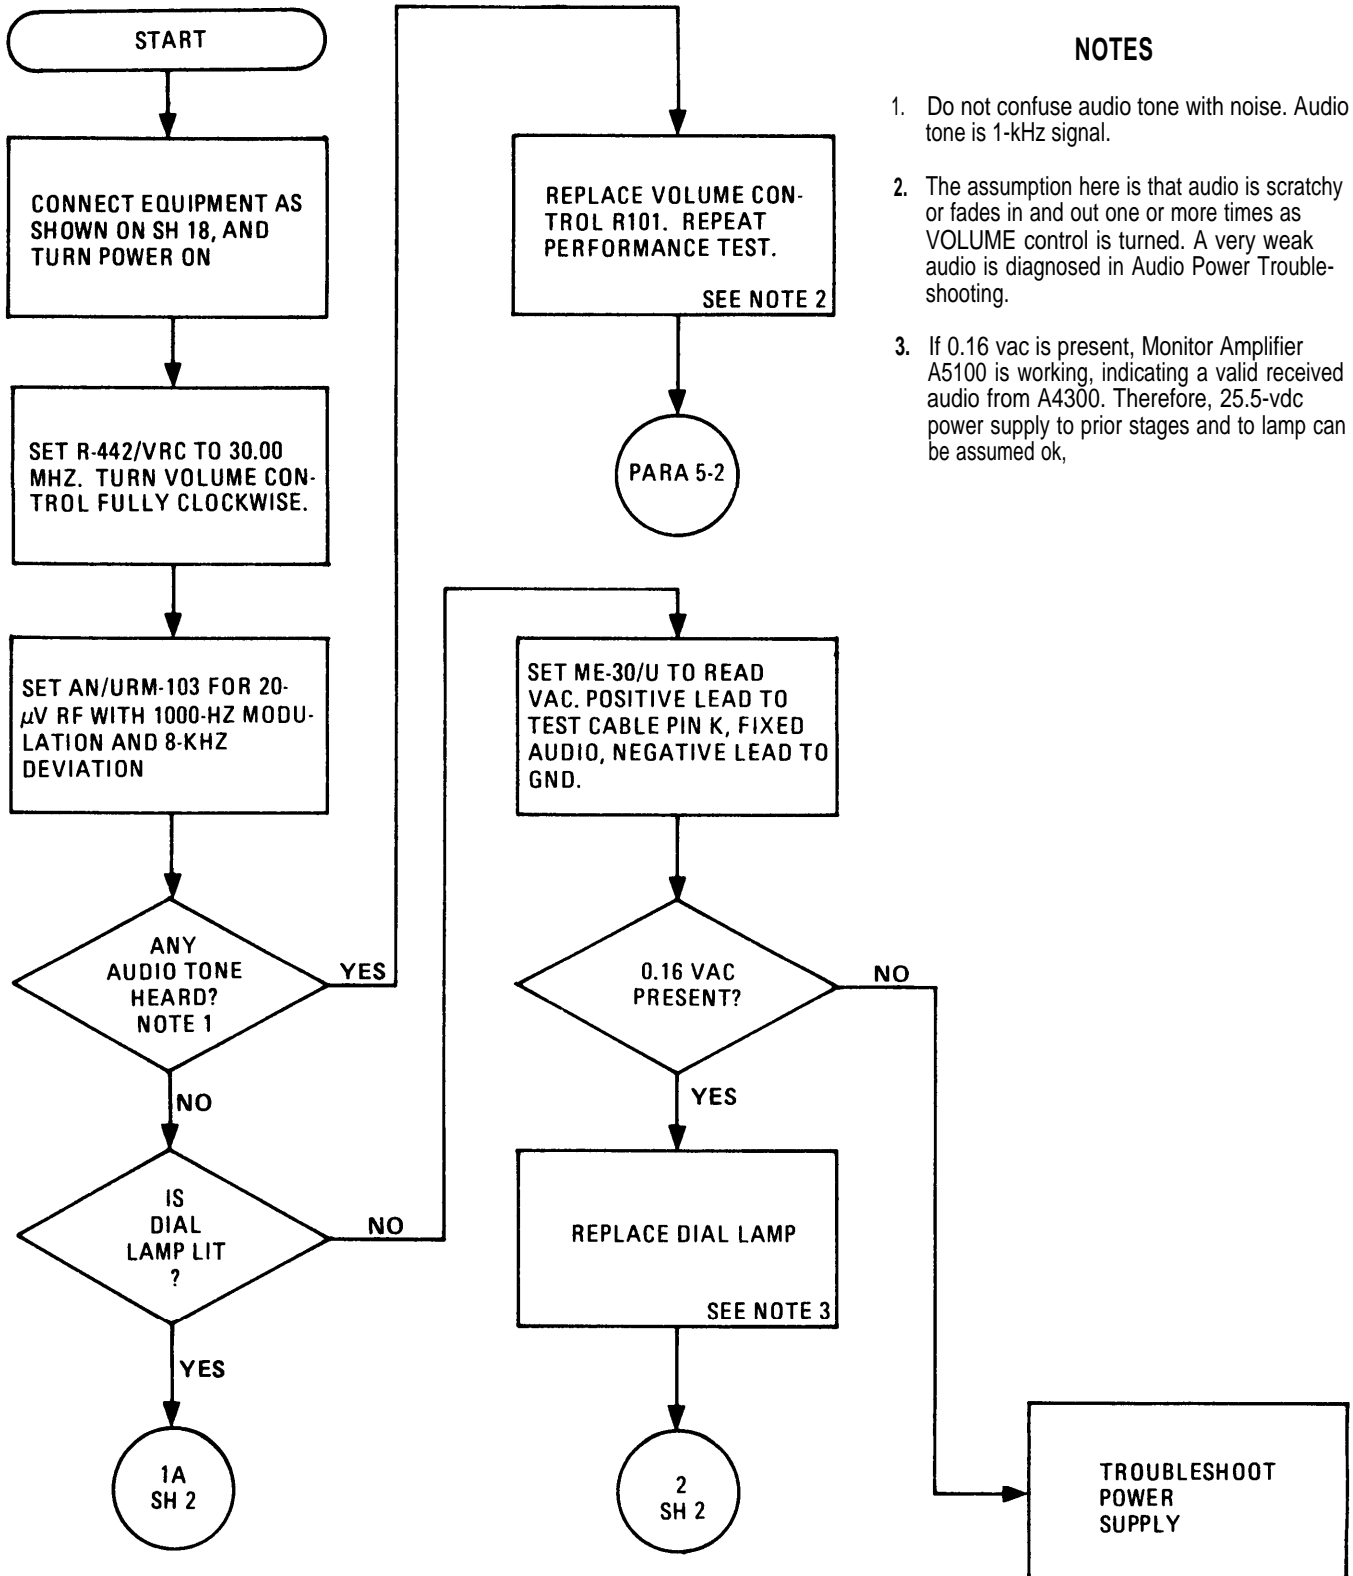 START
CONNECT EQUIPMENT AS
SHOWN ON SH 18, AND
TURN POWER ON
SET R-442/VRC TO 30.00
MHZ. TURN VOLUME CON-
TROL FULLY CLOCKWISE.
SET AN/URM-103 FOR 20-
μV RF WITH 1000-HZ MODU-
LATION AND 8-KHZ
DEVIATION
ANY
AUDIO TONE
HEARD?
NOTE 1
YES
NO
IS
DIAL
LAMP LIT
?
NO
YES
1A
SH 2
REPLACE VOLUME CON-
TROL R101. REPEAT
PERFORMANCE TEST.
SEE NOTE 2
PARA 5-2
SET ME-30/U TO READ
VAC. POSITIVE LEAD TO
TEST CABLE PIN K, FIXED
AUDIO, NEGATIVE LEAD TO
GND.
0.16 VAC
PRESENT?
NO
YES
REPLACE DIAL LAMP
SEE NOTE 3
2
SH 2
TROUBLESHOOT
POWER
SUPPLY
NOTES
1. Do not confuse audio tone with noise. Audio
tone is 1-kHz signal.
2. The assumption here is that audio is scratchy
or fades in and out one or more times as
VOLUME control is turned. A very weak
audio is diagnosed in Audio Power Trouble-
shooting.
3. If 0.16 vac is present, Monitor Amplifier
A5100 is working, indicating a valid received
audio from A4300. Therefore, 25.5-vdc
power supply to prior stages and to lamp can
be assumed ok,